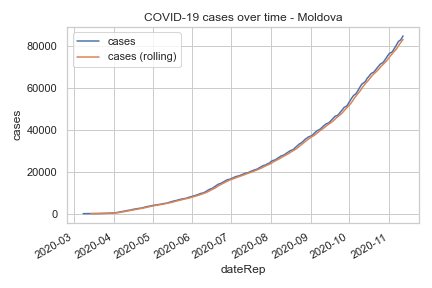 COVID-19 cases over time - Moldova
cases
cases (rolling)
80000
60000
40000
20000
0
cases
2020-03
2020-04
2020-05
2020-06
2020-07
2020-08
2020-09
2020-10
2020-11
dateRep